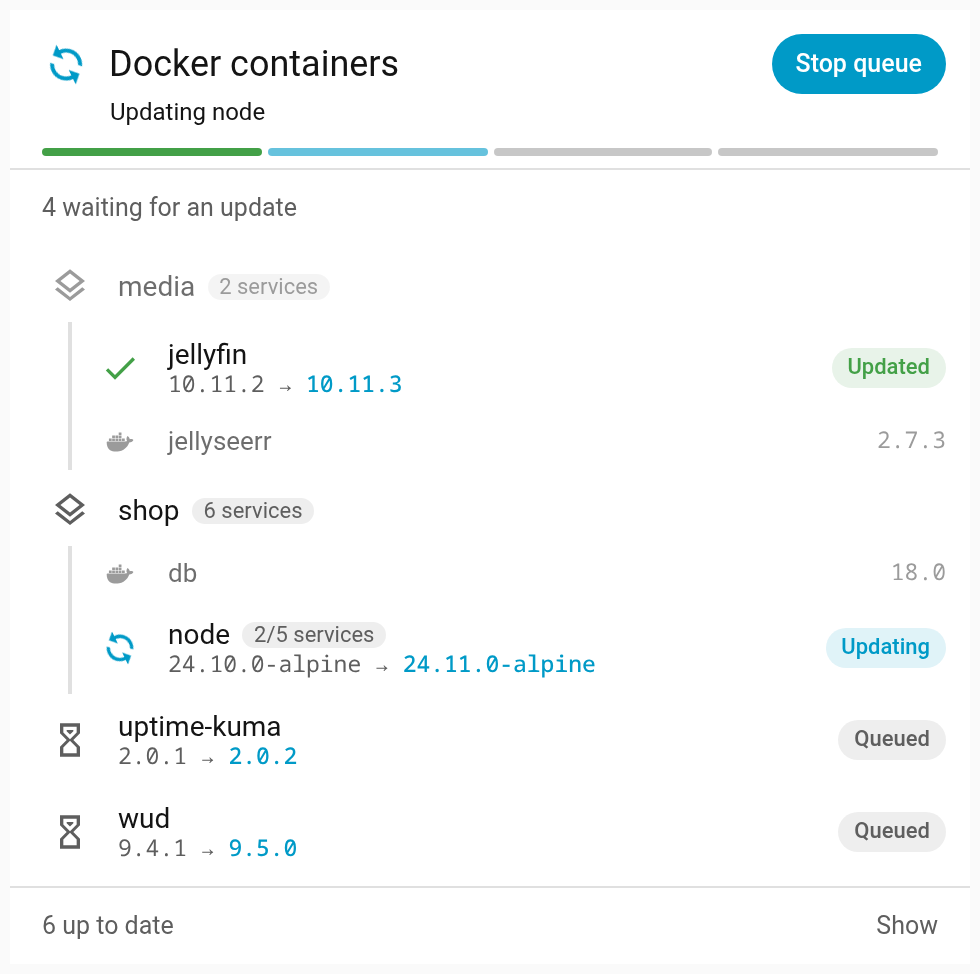 Docker containers
Stop queue
Updating node
4 waiting for an update
media 2 services
jellyfin
10.11.2 → 10.11.3
Updated
jellyseerr
2.7.3
shop 6 services
db
18.0
node 2/5 services
24.10.0-alpine → 24.11.0-alpine
Updating
uptime-kuma
2.0.1 → 2.0.2
Queued
wud
9.4.1 → 9.5.0
Queued
6 up to date
Show